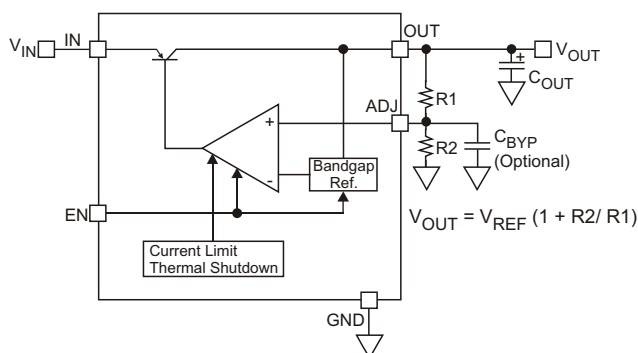 IN
OUT
VIN
VOUT
+
COUT
R1
ADJ
+
R2
CBYP
(Optional)
Bandgap
Ref.
-
EN
VOUT = VREF (1 + R2/ R1)
Current Limit
Thermal Shutdown
GND